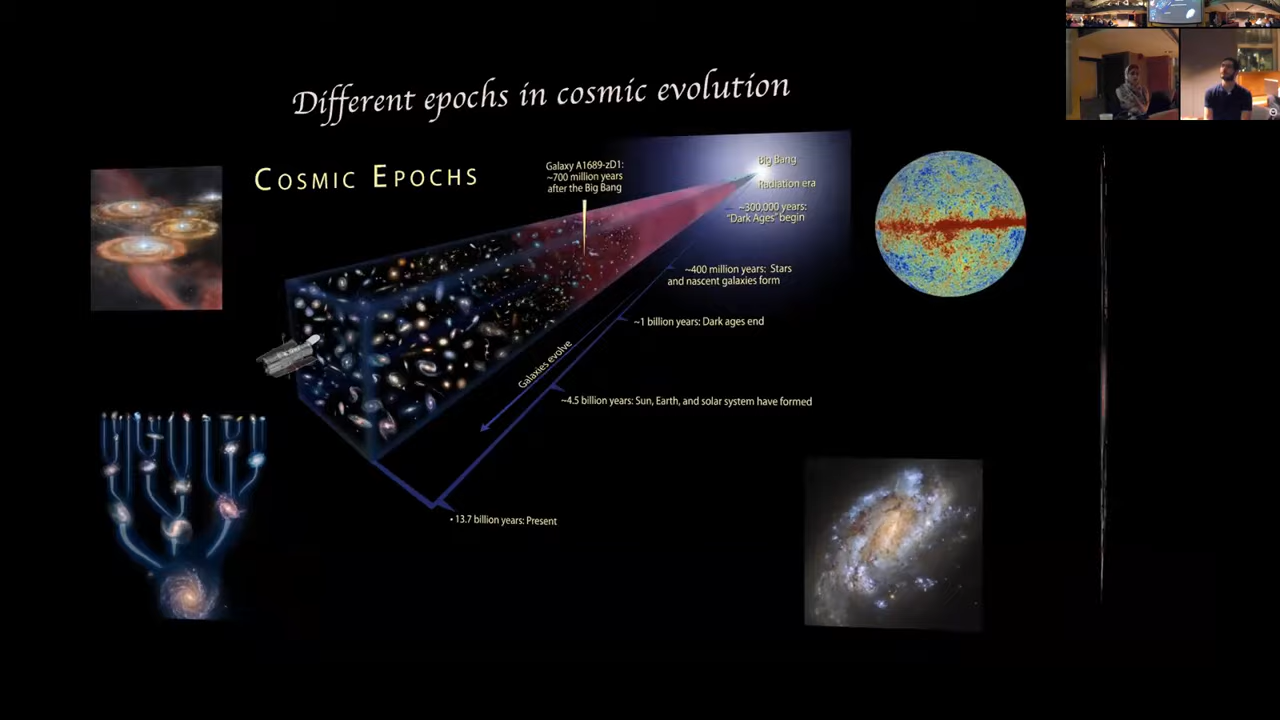 Different epochs in cosmic evolution
COSMIC EPOCHS
Galaxy A1689-zD1:
~700 million years
after the Big Bang
Big Bang
Radiation era
~300,000 years:
"Dark Ages" begin
~400 million years: Stars
and nascent galaxies form
~1 billion years: Dark ages end
Galaxies evolve
~4.5 billion years: Sun, Earth, and solar system have formed
• 13.7 billion years: Present